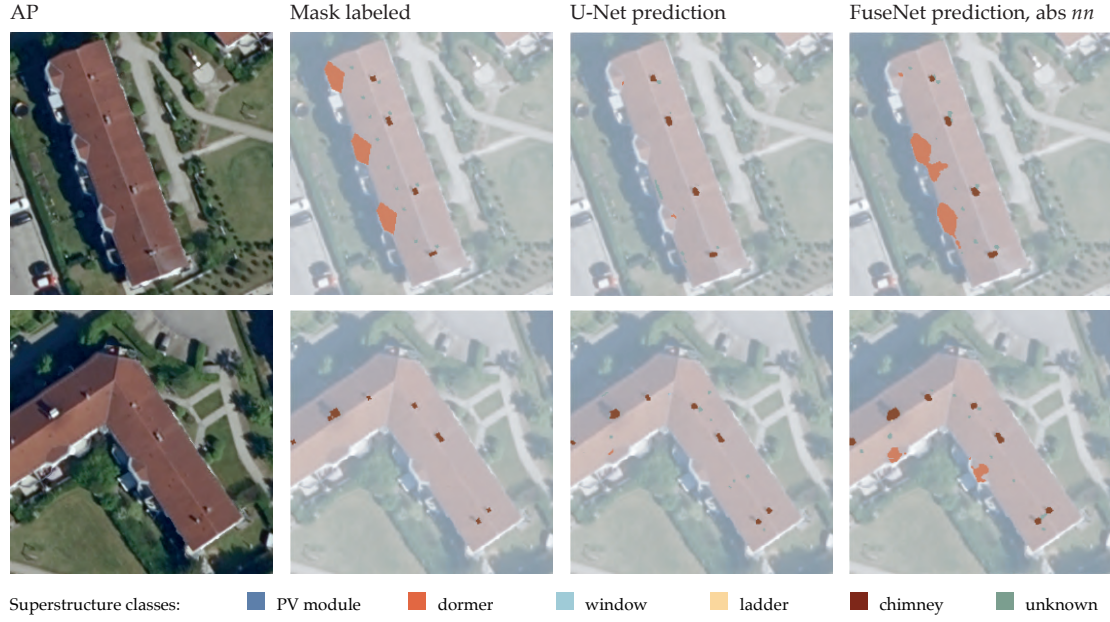 AP Mask labeled U-Net prediction FuseNet prediction, abs nn
Superstructure classes: PV module dormer window ladder chimney unknown